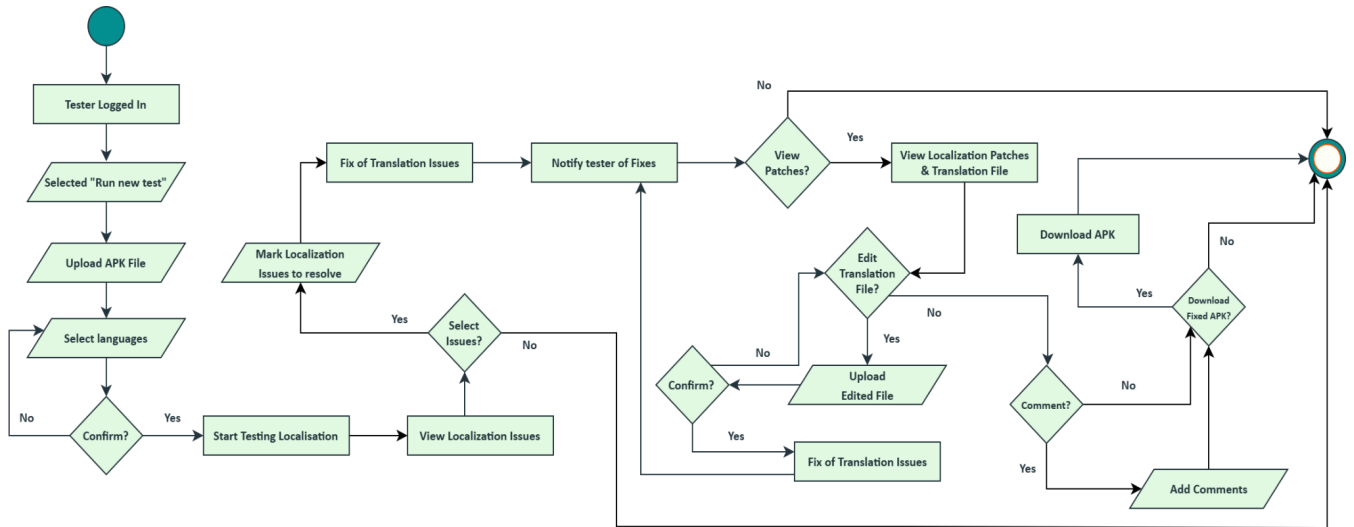 Tester Logged In
Selected "Run new test"
Upload APK File
Select languages
No
Confirm?
Yes
Start Testing Localisation
View Localization Issues
Select
Issues?
Yes
No
Mark Localization
Issues to resolve
Fix of Translation Issues
Notify tester of Fixes
View
Patches?
No
Yes
View Localization Patches
& Translation File
Edit
Translation
File?
Yes
No
Upload
Edited File
Confirm?
No
Yes
Fix of Translation Issues
Comment?
No
Yes
Add Comments
Download
Fixed APK?
Yes
No
Download APK